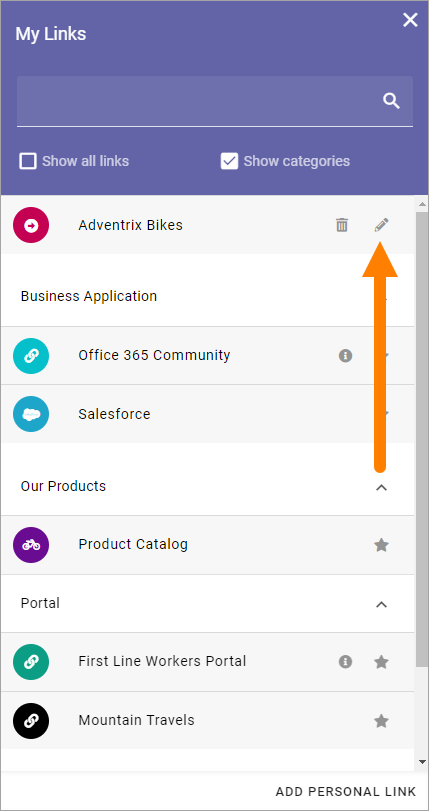 My Links
Show all links
Show categories
Adventrix Bikes
Business Application
Office 365 Community
Salesforce
Our Products
Product Catalog
Portal
First Line Workers Portal
Mountain Travels
ADD PERSONAL LINK